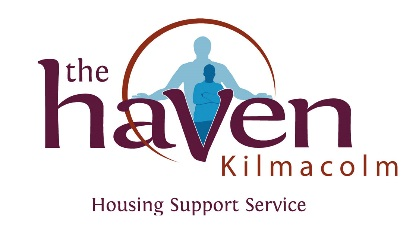 the
haven
Kilmacolm
Housing Support Service